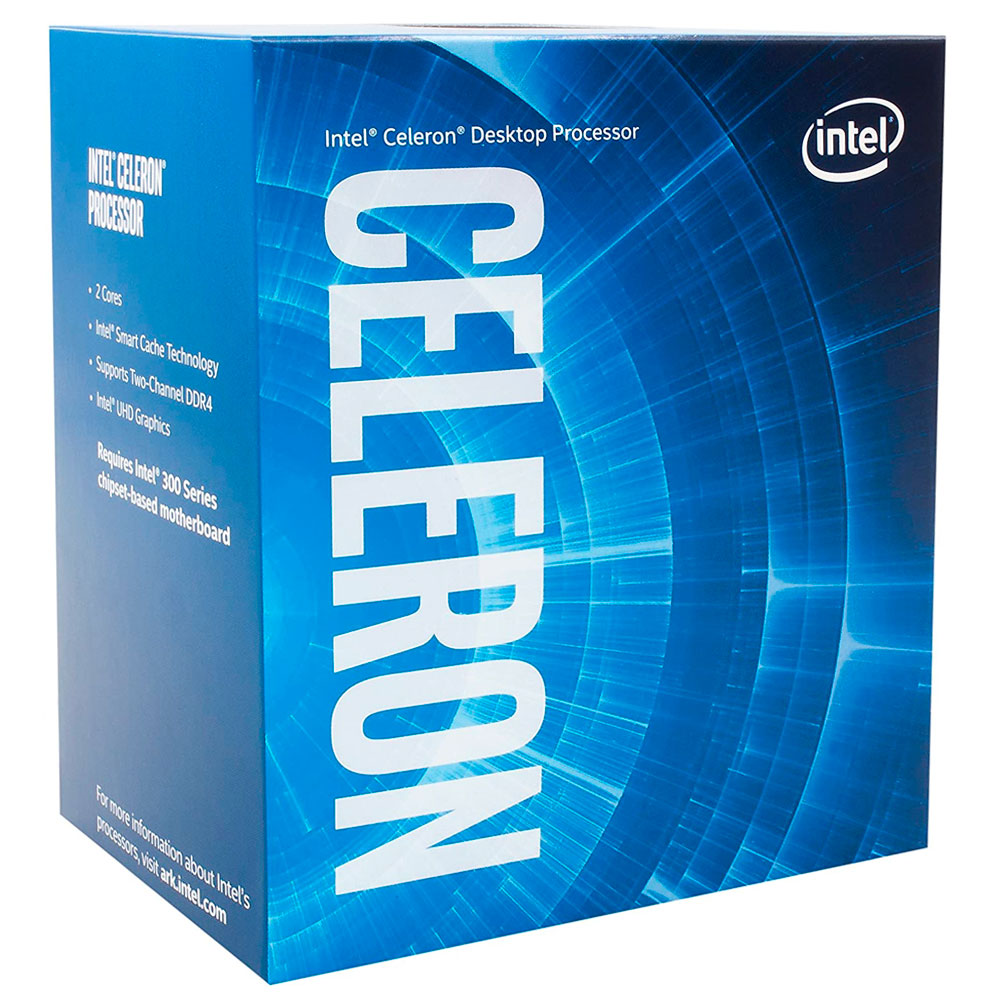 INTEL® CELERON®
PROCESSOR
• 2 Cores
• Intel® Smart Cache Technology
• Supports Two-Channel DDR4
• Intel® UHD Graphics
Requires Intel® 300 Series
chipset-based motherboard
For more information about Intel's
processors, visit ark.intel.com
Intel® Celeron® Desktop Processor
intel®
CELERON